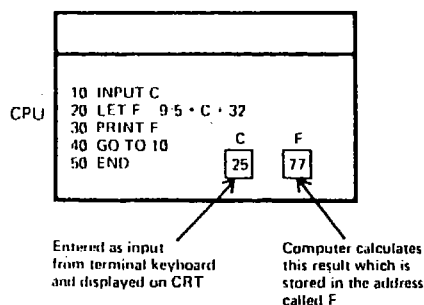 CPU
10 INPUT C
20 LET F 9·5 * C + 32
30 PRINT F
40 GO TO 10
50 END
C F
25 77
Entered as input
from terminal keyboard
and displayed on CRT
Computer calculates
this result which is
stored in the address
called F